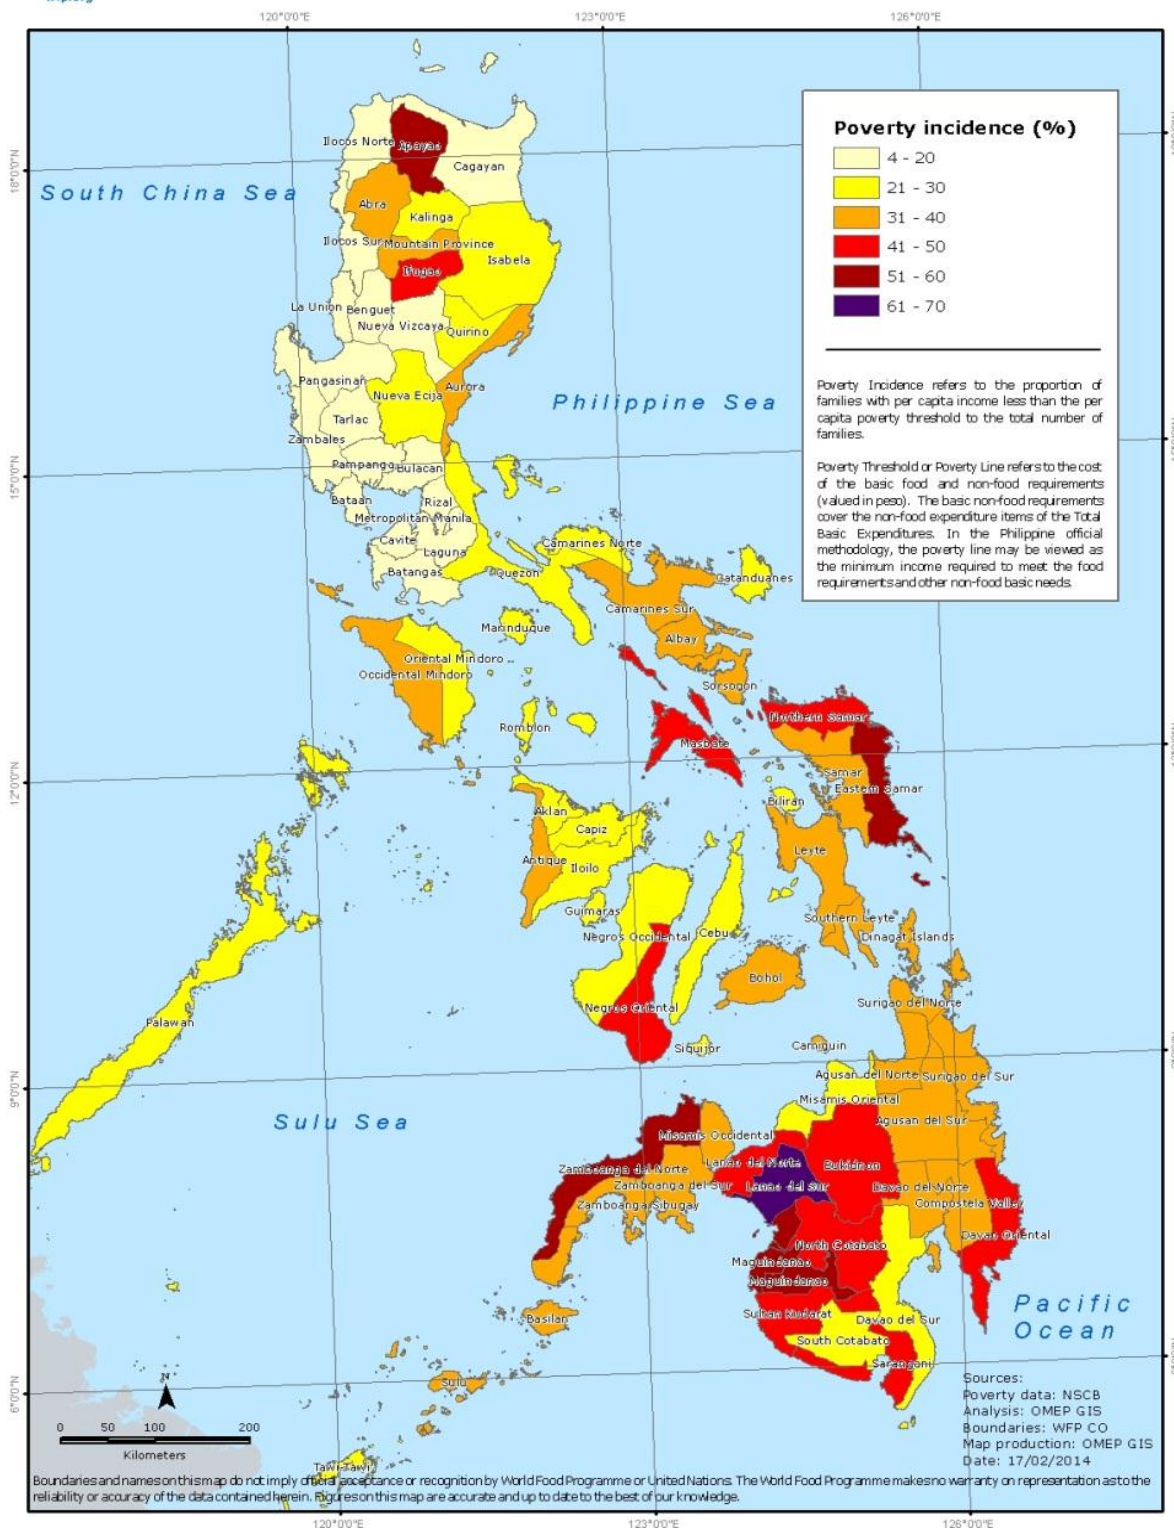 120°0'0"E
123°0'0"E
126°0'0"E
18°0'0"N
15°0'0"N
12°0'0"N
9°0'0"N
6°0'0"N
South China Sea
Philippine Sea
Sulu Sea
Pacific
Ocean
Poverty incidence (%)
4 - 20
21 - 30
31 - 40
41 - 50
51 - 60
61 - 70
Poverty Incidence refers to the proportion of
families with per capita income less than the per
capita poverty threshold to the total number of
families.
Poverty Threshold or Poverty Line refers to the cost
of the basic food and non-food requirements
(valued in peso). The basic non-food requirements
cover the non-food expenditure items of the Total
Basic Expenditures. In the Philippine official
methodology, the poverty line may be viewed as
the minimum income required to meet the food
requirements and other non-food basic needs.
Ilocos Norte
Apayao
Cagayan
Abra
Kalinga
Ilocos Sur
Mountain Province
Isabela
Ifugao
La Union
Benguet
Nueva Vizcaya
Quirino
Pangasinan
Nueva Ecija
Aurora
Tarlac
Zambales
Pampanga
Bulacan
Bataan
Rizal
Metropolitan Manila
Cavite
Laguna
Batangas
Quezon
Camarines Norte
Catanduanes
Camarines Sur
Marinduque
Albay
Oriental Mindoro
Occidental Mindoro
Sorsogon
Romblon
Northern Samar
Masbate
Samar
Eastern Samar
Biliran
Aklan
Capiz
Leyte
Antique
Iloilo
Guimaras
Southern Leyte
Negros Occidental
Cebu
Dinagat Islands
Bohol
Negros Oriental
Surigao del Norte
Palawan
Siquijor
Camiguin
Agusan del Norte
Surigao del Sur
Misamis Oriental
Agusan del Sur
Misamis Occidental
Lanao del Norte
Bukidnon
Zamboanga del Norte
Zamboanga del Sur
Lanao del Sur
Davao del Norte
Zamboanga Sibugay
Compostela Valley
Davao Oriental
North Cotabato
Maguindanao
Maguindanao
Sultan Kudarat
Davao del Sur
Basilan
South Cotabato
Sarangani
Sulu
Tawi-Tawi
N
0 50 100 200
Kilometers
Sources:
Poverty data: NSCB
Analysis: OMEP GIS
Boundaries: WFP CO
Map production: OMEP GIS
Date: 17/02/2014
Boundaries and names on this map do not imply official acceptance or recognition by World Food Programme or United Nations. The World Food Programme makes no warranty on representation as to the
reliability or accuracy of the data contained herein. Figures on this map are accurate and up to date to the best of our knowledge.
120°0'0"E
123°0'0"E
126°0'0"E